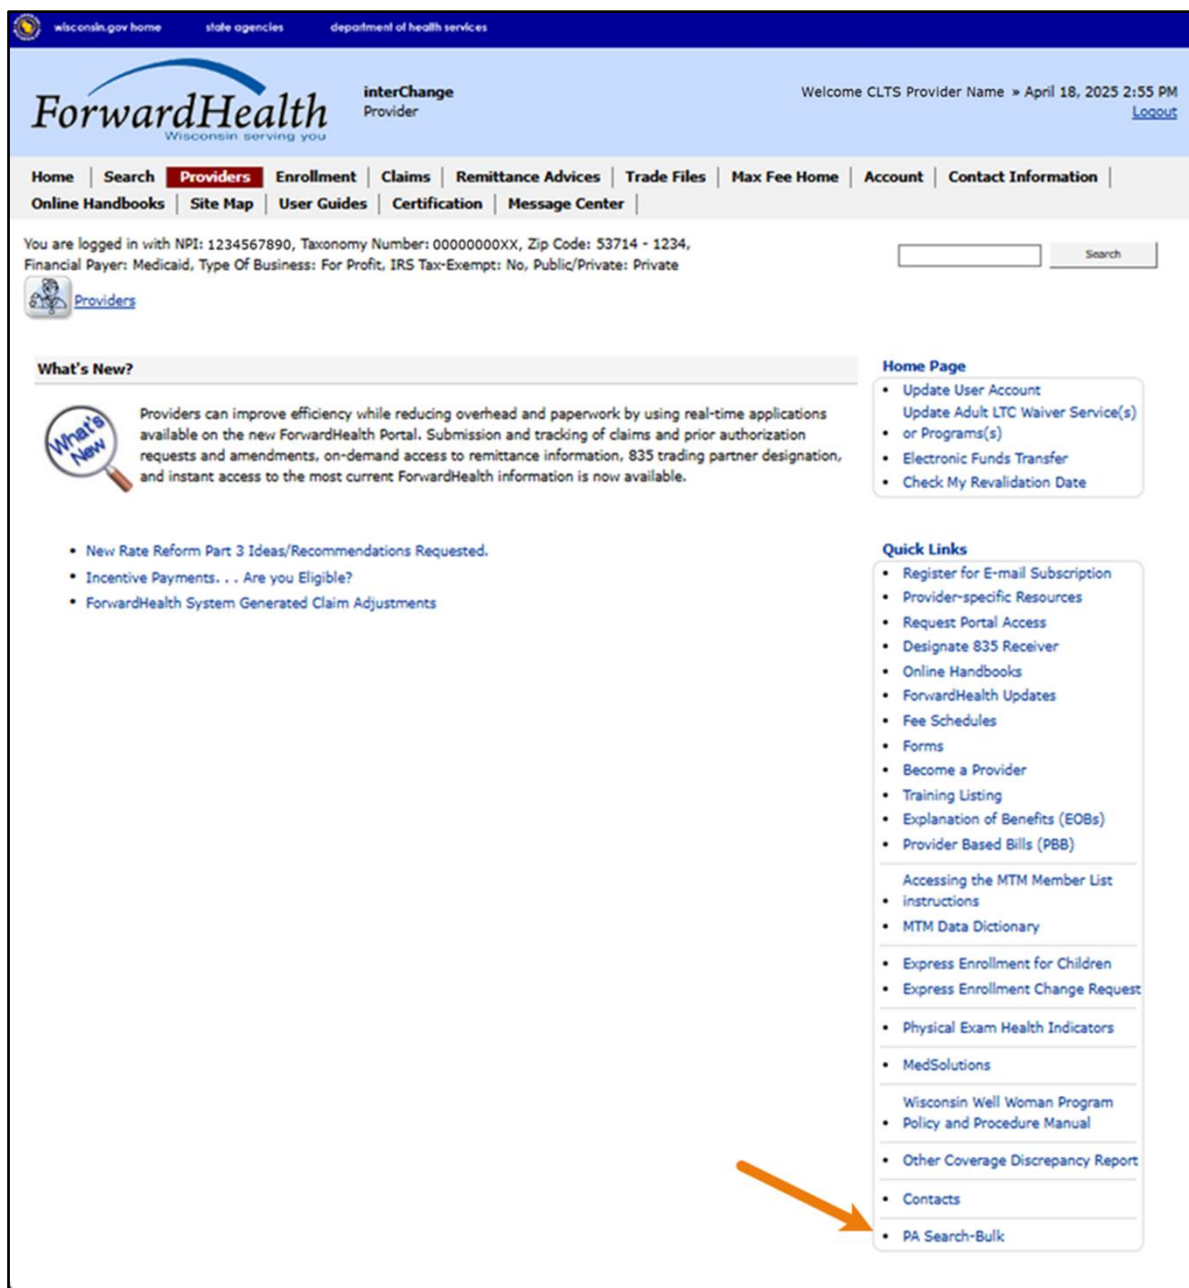 wisconsin.gov home state agencies department of health services
ForwardHealth
Wisconsin serving you
interChange
Provider
Welcome CLTS Provider Name » April 18, 2025 2:55 PM
Logout
Home | Search | Providers | Enrollment | Claims | Remittance Advices | Trade Files | Max Fee Home | Account | Contact Information |
Online Handbooks | Site Map | User Guides | Certification | Message Center |
You are logged in with NPI: 1234567890, Taxonomy Number: 00000000XX, Zip Code: 53714 - 1234,
Financial Payer: Medicaid, Type Of Business: For Profit, IRS Tax-Exempt: No, Public/Private: Private
Search
Providers
What's New?
What's
New
Providers can improve efficiency while reducing overhead and paperwork by using real-time applications
available on the new ForwardHealth Portal. Submission and tracking of claims and prior authorization
requests and amendments, on-demand access to remittance information, 835 trading partner designation,
and instant access to the most current ForwardHealth information is now available.
• New Rate Reform Part 3 Ideas/Recommendations Requested.
• Incentive Payments. . . Are you Eligible?
• ForwardHealth System Generated Claim Adjustments
Home Page
• Update User Account
Update Adult LTC Waiver Service(s)
• or Programs(s)
• Electronic Funds Transfer
• Check My Revalidation Date
Quick Links
• Register for E-mail Subscription
• Provider-specific Resources
• Request Portal Access
• Designate 835 Receiver
• Online Handbooks
• ForwardHealth Updates
• Fee Schedules
• Forms
• Become a Provider
• Training Listing
• Explanation of Benefits (EOBs)
• Provider Based Bills (PBB)
Accessing the MTM Member List
• instructions
• MTM Data Dictionary
• Express Enrollment for Children
• Express Enrollment Change Request
• Physical Exam Health Indicators
• MedSolutions
Wisconsin Well Woman Program
• Policy and Procedure Manual
• Other Coverage Discrepancy Report
• Contacts
• PA Search-Bulk